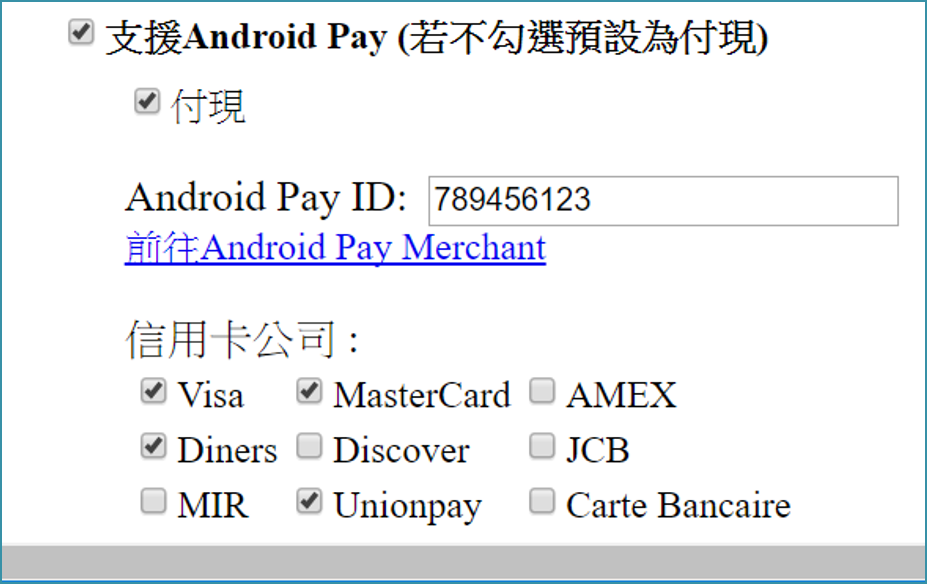 支援Android Pay (若不勾選預設為付現)
付現
Android Pay ID: 789456123
前往Android Pay Merchant
信用卡公司 :
Visa MasterCard AMEX
Diners Discover JCB
MIR Unionpay Carte Bancaire